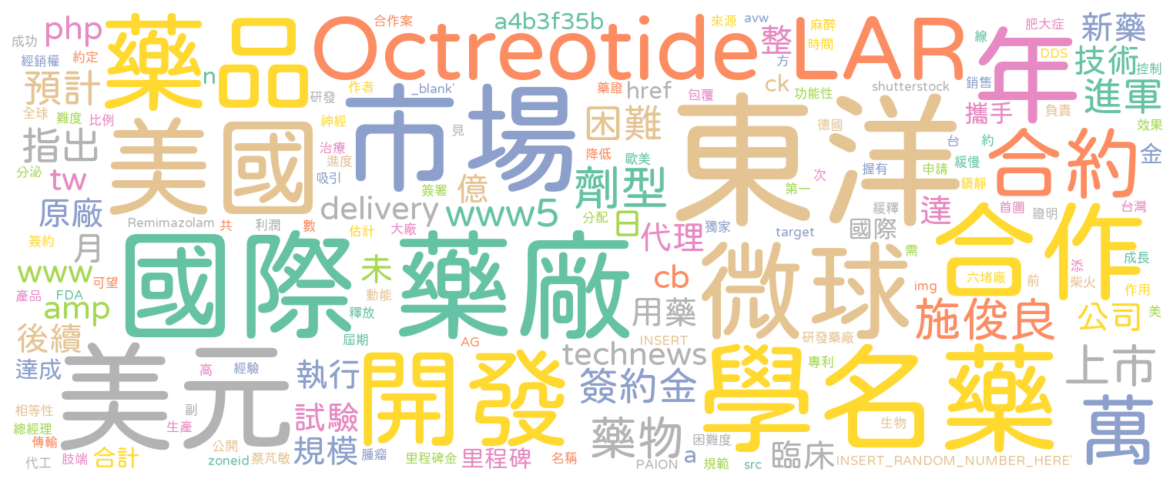 成功 php 合作案 a4b3f35b 來源 avw 麻醉 肥大症 新藥
經銷權 約定 藥品 Octreotide LAR 整 時間 年 線 DDS 技術 控制
預計 n 研發 作者 _blank' 藥證 href 方 ck 功能性 shutterstock 銷售 進軍
全球 難度 比例 神經 市場 見 包覆 困難 德國 攜手 負責 效果
指出 美國 治療 進度 降低 東洋 台 約 合約 金
分泌 tw 吸引 簽署 億 歐美 劑型 握有 申請 緩慢 第一 次 鎮靜
原廠 Remimazolam 共 利潤 數 delivery www5 分配 日 獨家 緩釋 達 首圈 證明 台灣
月 估計 大廠 代理 target 國際 合作
www 可望 國際藥廠 未 cb 微球 需 六堵廠 前 添 成長
產品 FDA amp 動能 釋放 用藥 img 柴火 作用
後續 屆期 AG INSERT 研發藥廠 施俊良 公司 美
達成 美元 高 經驗 執行 開發 technews 專利 學名藥 上市
相等性 副 試驗 簽約金 生物 萬
總經理 傳輸 生產 公開 規模 藥物 困難度 臨床
代工 肢端 合計 zoneid 蔡芃敏 腫瘤 里程碑金 里程碑 名稱 PAION a 規範 src INSERT_RANDOM_NUMBER_HERE'
簽約